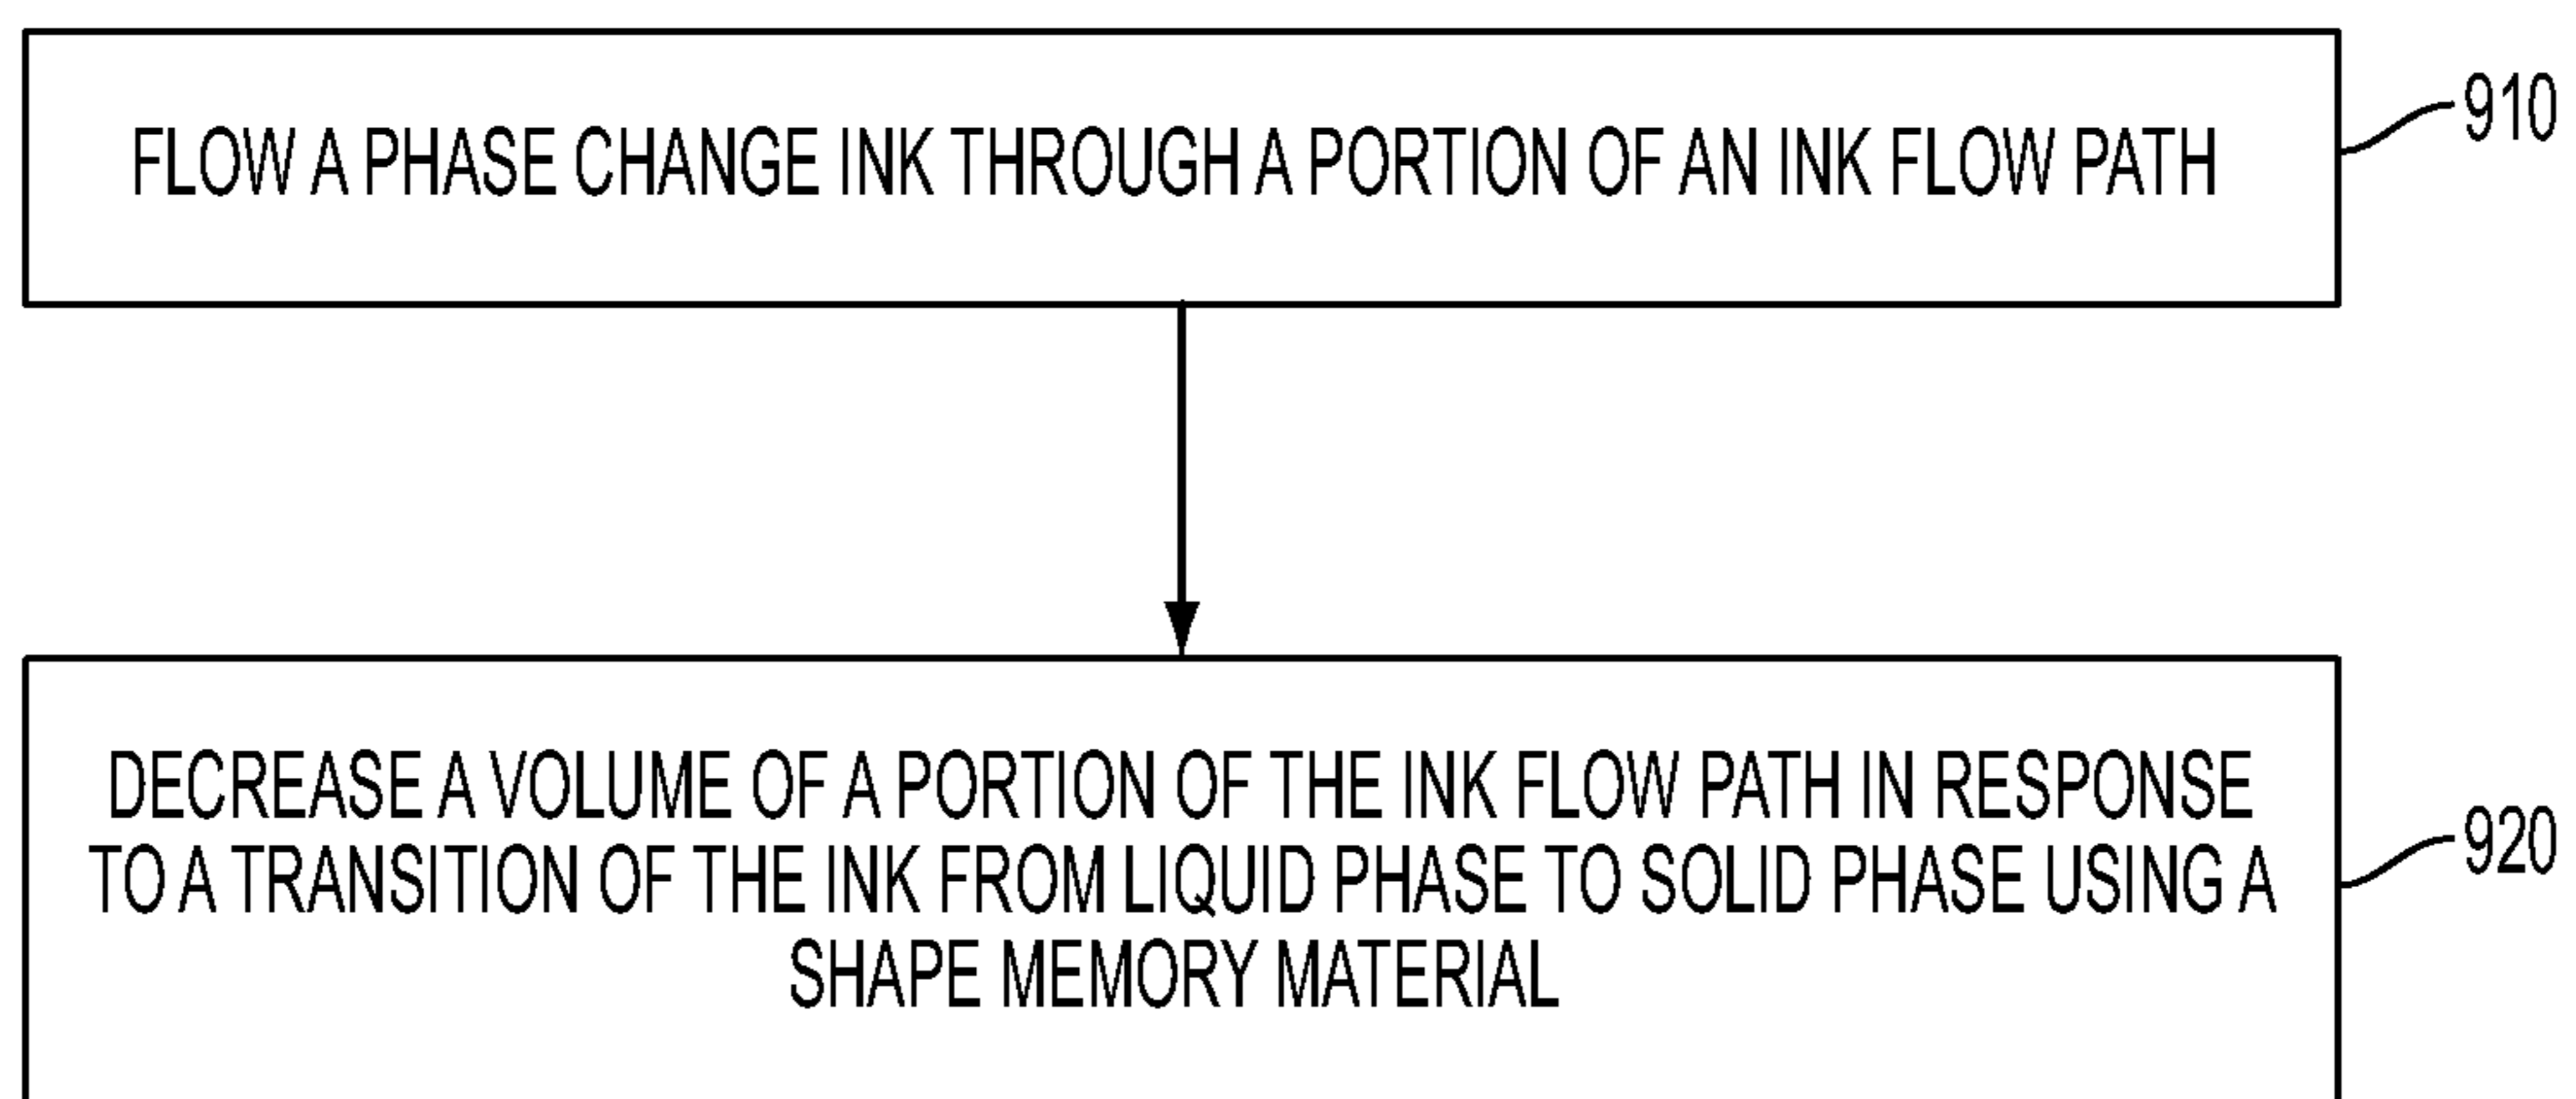 FLOW A PHASE CHANGE INK THROUGH A PORTION OF AN INK FLOW PATH
910
DECREASE A VOLUME OF A PORTION OF THE INK FLOW PATH IN RESPONSE
TO A TRANSITION OF THE INK FROM LIQUID PHASE TO SOLID PHASE USING A
SHAPE MEMORY MATERIAL
920